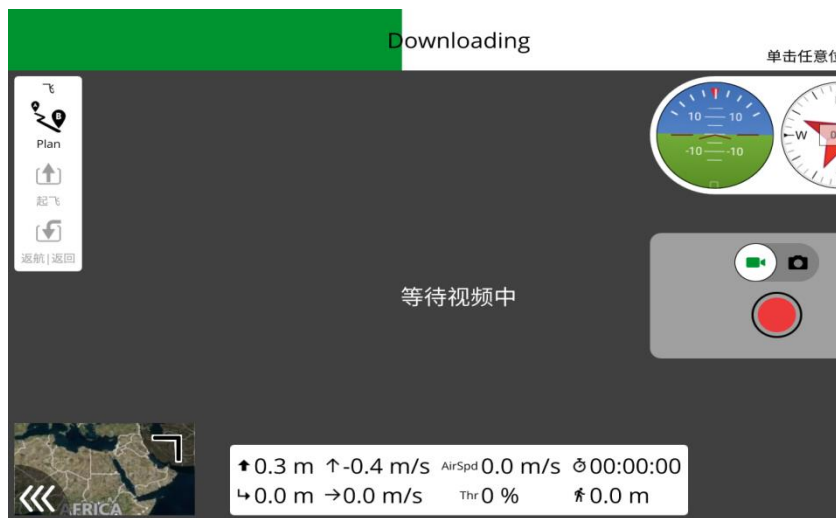 Downloading
单击任意位
飞
Plan
起飞
返航|返回
10 10
-10 -10
W 0
等待视频中
AFRICA
0.3 m ↑-0.4 m/s AirSpd 0.0 m/s 00:00:00
0.0 m →0.0 m/s Thr 0 % 0.0 m